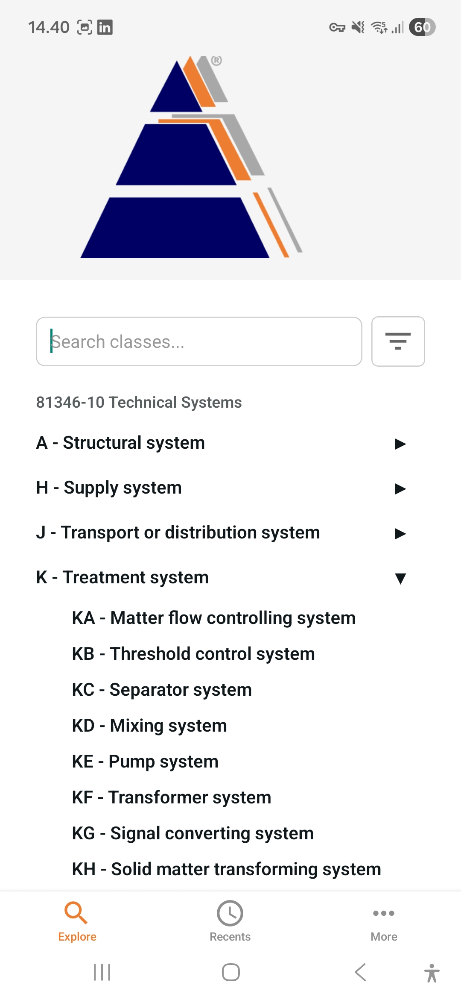 14.40
60
®
Search classes...
81346-10 Technical Systems
A - Structural system
H - Supply system
J - Transport or distribution system
K - Treatment system
KA - Matter flow controlling system
KB - Threshold control system
KC - Separator system
KD - Mixing system
KE - Pump system
KF - Transformer system
KG - Signal converting system
KH - Solid matter transforming system
Explore
Recents
More